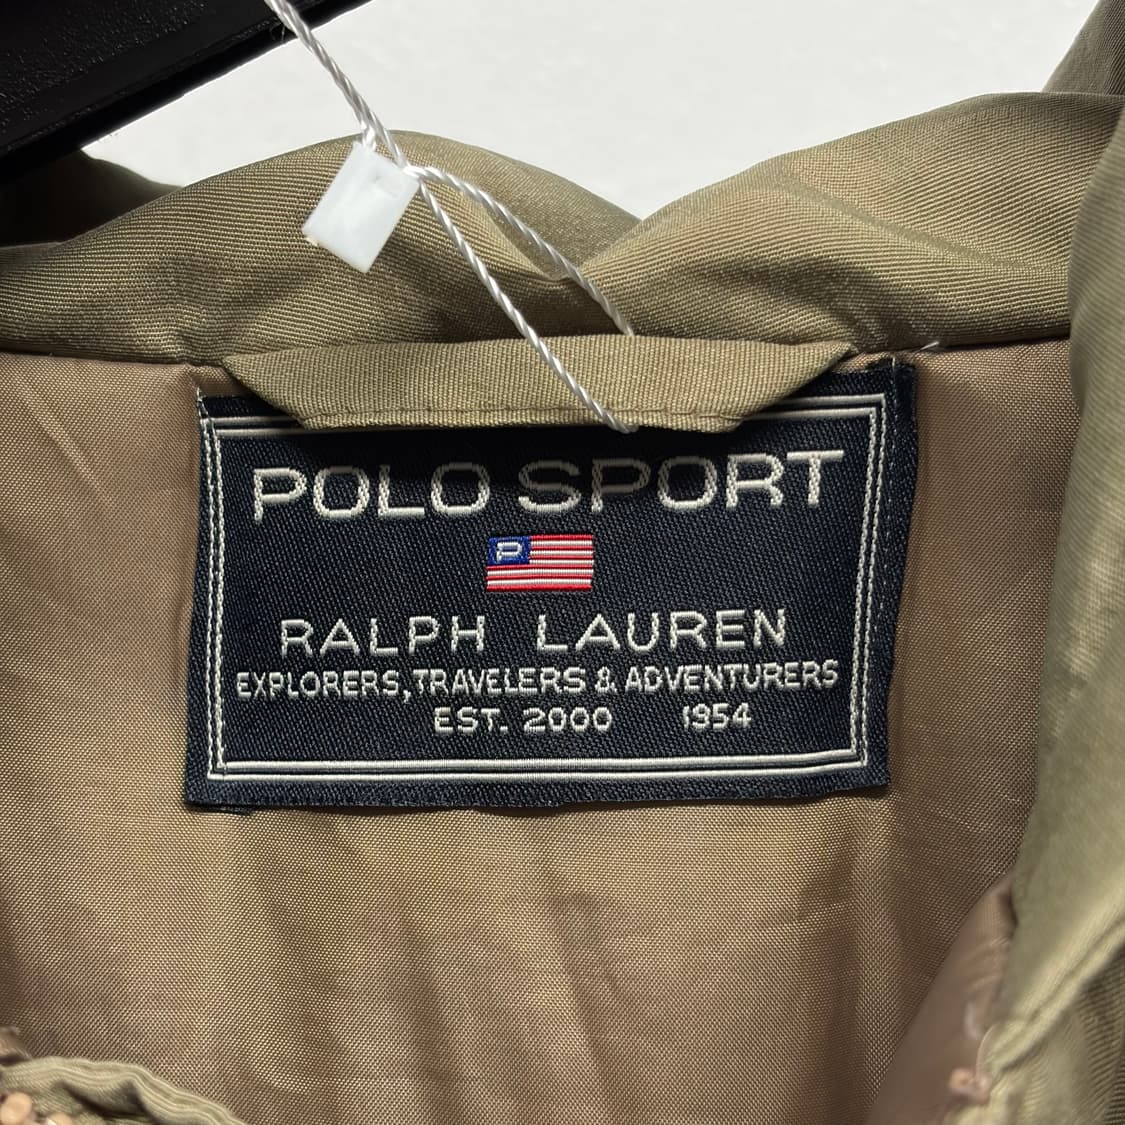 POLO SPORT
P
RALPH LAUREN
EXPLORERS, TRAVELERS & ADVENTURERS
EST. 2000 1954